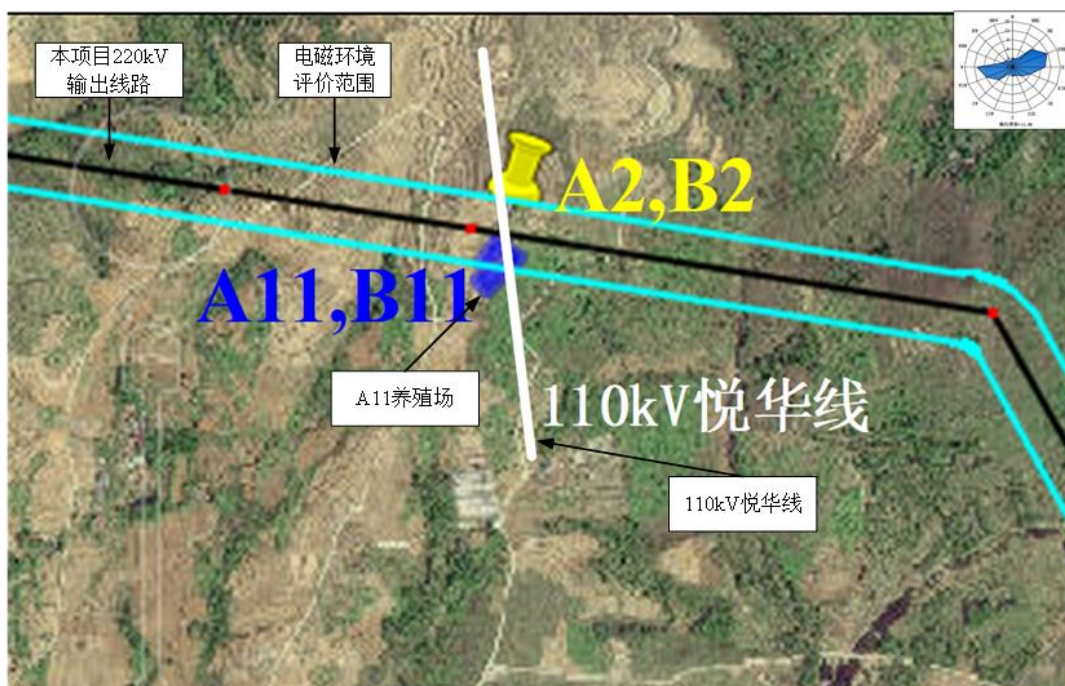 本项目220kV
输出线路
电磁环境
评价范围
A2,B2
A11,B11
A11养殖场
110kV悦华线
110kV悦华线